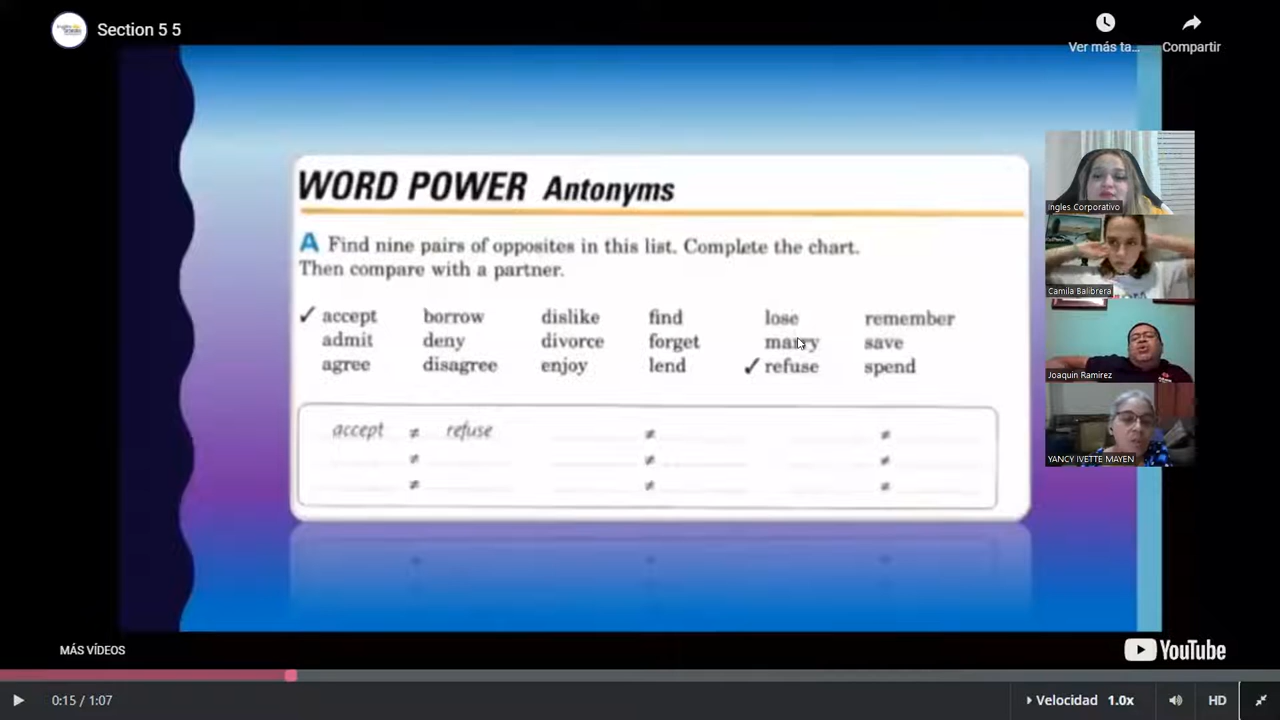 Section 5 5
Ver más ta...
Compartir
WORD POWER Antonyms
A Find nine pairs of opposites in this list. Complete the chart.
Then compare with a partner.
✓ accept borrow dislike find lose remember
admit deny divorce forget marry save
agree disagree enjoy lend ✓ refuse spend
accept ≠ refuse ≠ ≠
≠ ≠ ≠
≠ ≠ ≠
Ingles Corporativo
Camila Balibrera
Joaquin Ramirez
YANCY IVETTE MAYEN
MÁS VÍDEOS
YouTube
0:15 / 1:07
Velocidad 1.0x
HD